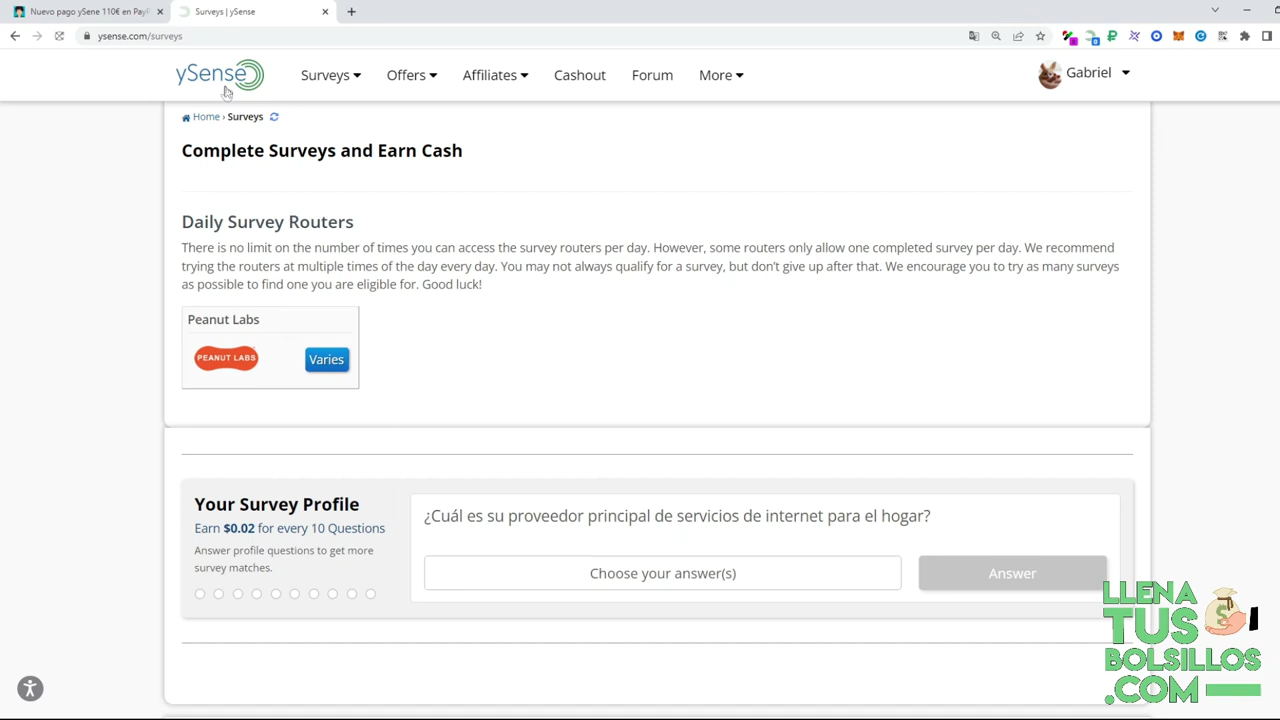 Nuevo pago ySene 110€ en PayP
Surveys | ySense
ysense.com/surveys
ySense
Surveys
Offers
Affiliates
Cashout
Forum
More
Gabriel
Home › Surveys
Complete Surveys and Earn Cash
Daily Survey Routers
There is no limit on the number of times you can access the survey routers per day. However, some routers only allow one completed survey per day. We recommend
trying the routers at multiple times of the day every day. You may not always qualify for a survey, but don't give up after that. We encourage you to try as many surveys
as possible to find one you are eligible for. Good luck!
Peanut Labs
PEANUT LABS
Varies
Your Survey Profile
Earn $0.02 for every 10 Questions
Answer profile questions to get more
survey matches.
¿Cuál es su proveedor principal de servicios de internet para el hogar?
Choose your answer(s)
Answer
LLENA
TUS
BOLSILLOS
.COM